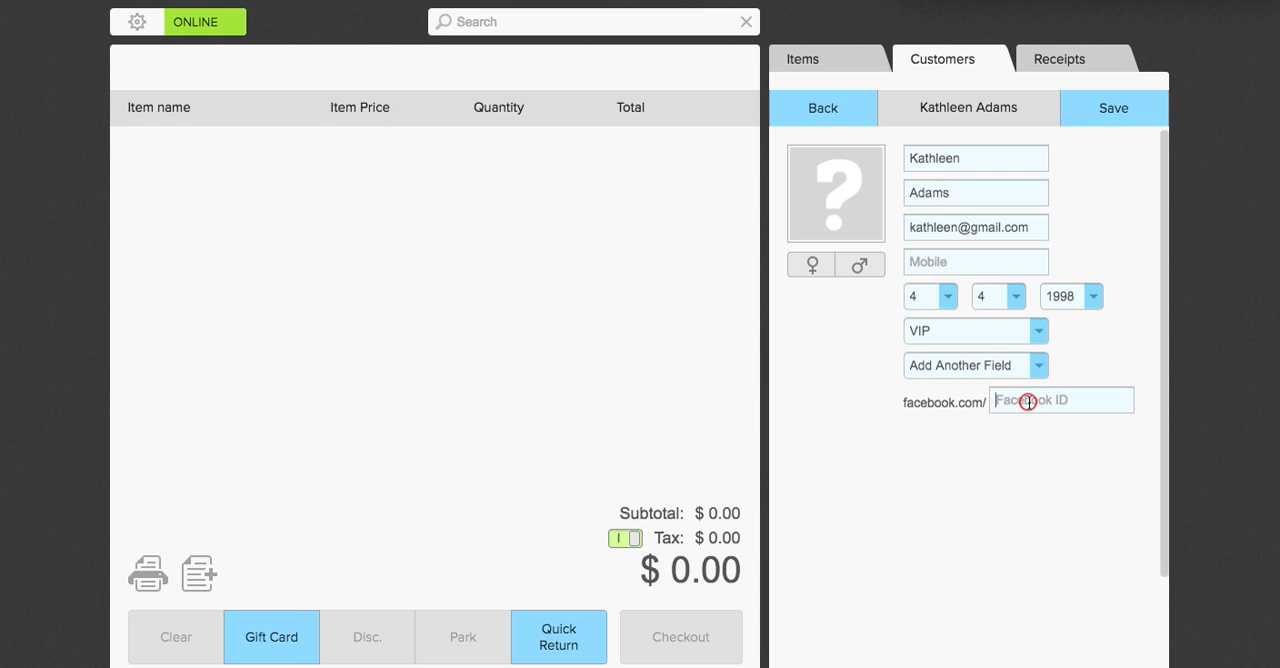 ONLINE
Search
Items
Customers
Receipts
Item name
Item Price
Quantity
Total
Back
Kathleen Adams
Save
Kathleen
Adams
kathleen@gmail.com
Mobile
4
4
1998
VIP
Add Another Field
facebook.com/
Facebook ID
Subtotal: $ 0.00
Tax: $ 0.00
$ 0.00
Clear
Gift Card
Disc.
Park
Quick
Return
Checkout